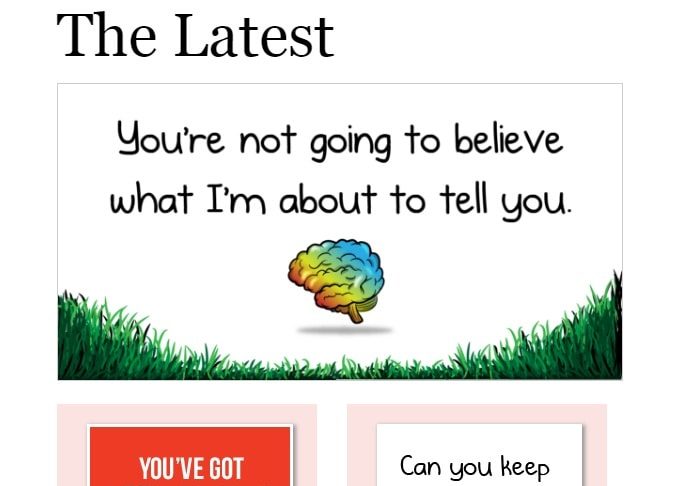 The Latest
You're not going to believe
what I'm about to tell you.
YOU'VE GOT
Can you keep